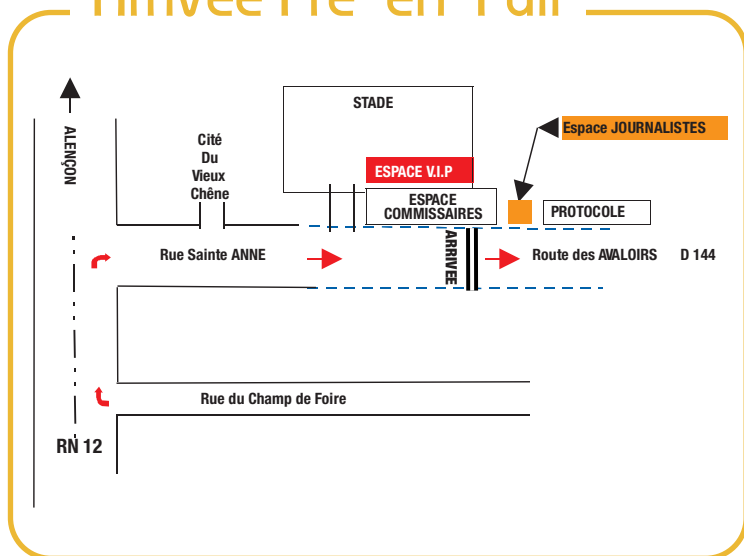 STADE
ALENÇON
Espace JOURNALISTES
Cité
Du
Vieux
Chêne
ESPACE V.I.P
ESPACE
COMMISSAIRES
PROTOCOLE
Rue Sainte ANNE
ARRIVEE
Route des AVALOIRS D 144
Rue du Champ de Foire
RN 12